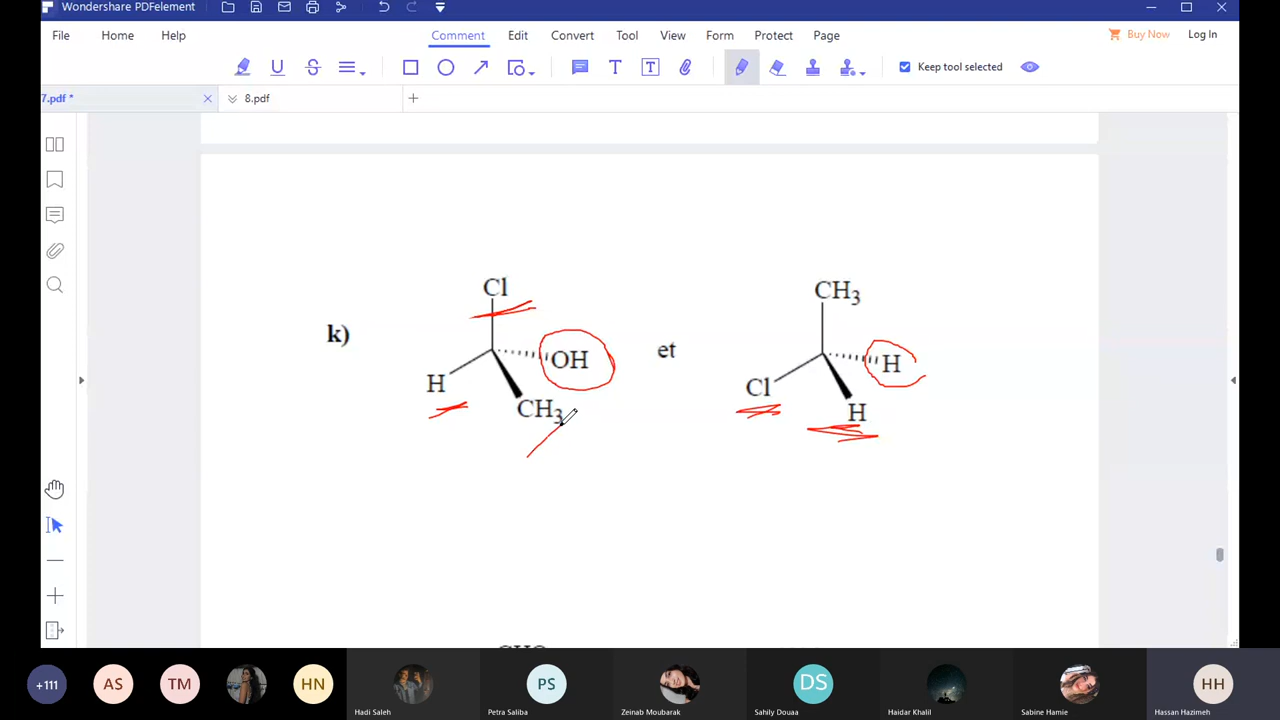 Wondershare PDFelement
File Home Help Comment Edit Convert Tool View Form Protect Page Buy Now Log In
Keep tool selected
7.pdf * 8.pdf
Cl
k) H OH CH3
et
CH3
Cl H H
+111 AS TM HN PS DS HH
Hadi Saleh Petra Saliba Zeinab Moubarak Sahily Douaa Haidar Khalil Sabine Hamie Hassan Hazimeh